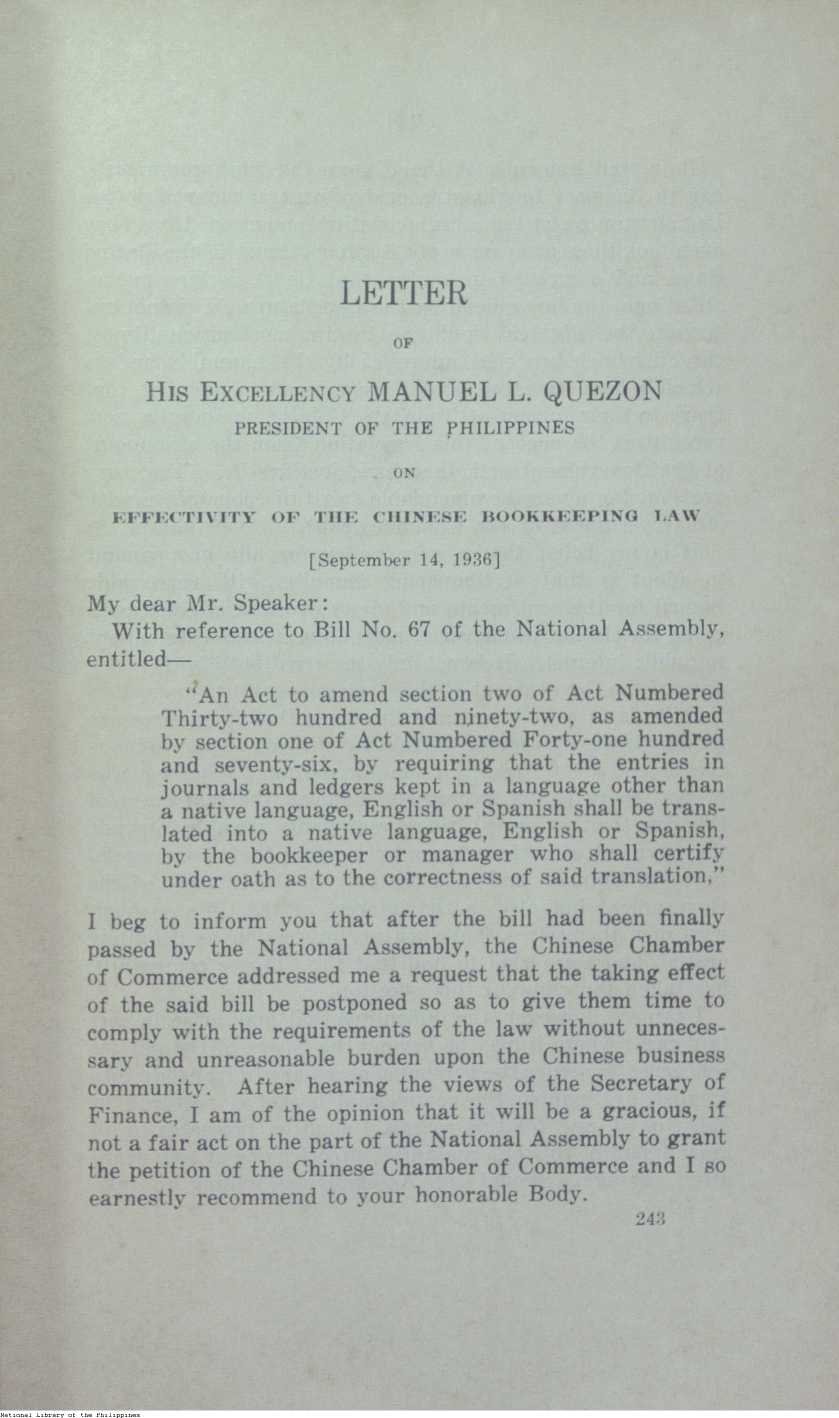 LETTER
OF
HIS EXCELLENCY MANUEL L. QUEZON
PRESIDENT OF THE PHILIPPINES
ON
EFFECTIVITY OF THE CHINESE BOOKKEEPING LAW
[September 14, 1936]
My dear Mr. Speaker:
With reference to Bill No. 67 of the National Assembly,
entitled—
"An Act to amend section two of Act Numbered
Thirty-two hundred and ninety-two, as amended
by section one of Act Numbered Forty-one hundred
and seventy-six, by requiring that the entries in
journals and ledgers kept in a language other than
a native language, English or Spanish shall be trans-
lated into a native language, English or Spanish,
by the bookkeeper or manager who shall certify
under oath as to the correctness of said translation,"
I beg to inform you that after the bill had been finally
passed by the National Assembly, the Chinese Chamber
of Commerce addressed me a request that the taking effect
of the said bill be postponed so as to give them time to
comply with the requirements of the law without unneces-
sary and unreasonable burden upon the Chinese business
community. After hearing the views of the Secretary of
Finance, I am of the opinion that it will be a gracious, if
not a fair act on the part of the National Assembly to grant
the petition of the Chinese Chamber of Commerce and I so
earnestly recommend to your honorable Body.
243
National Library of the Philippines